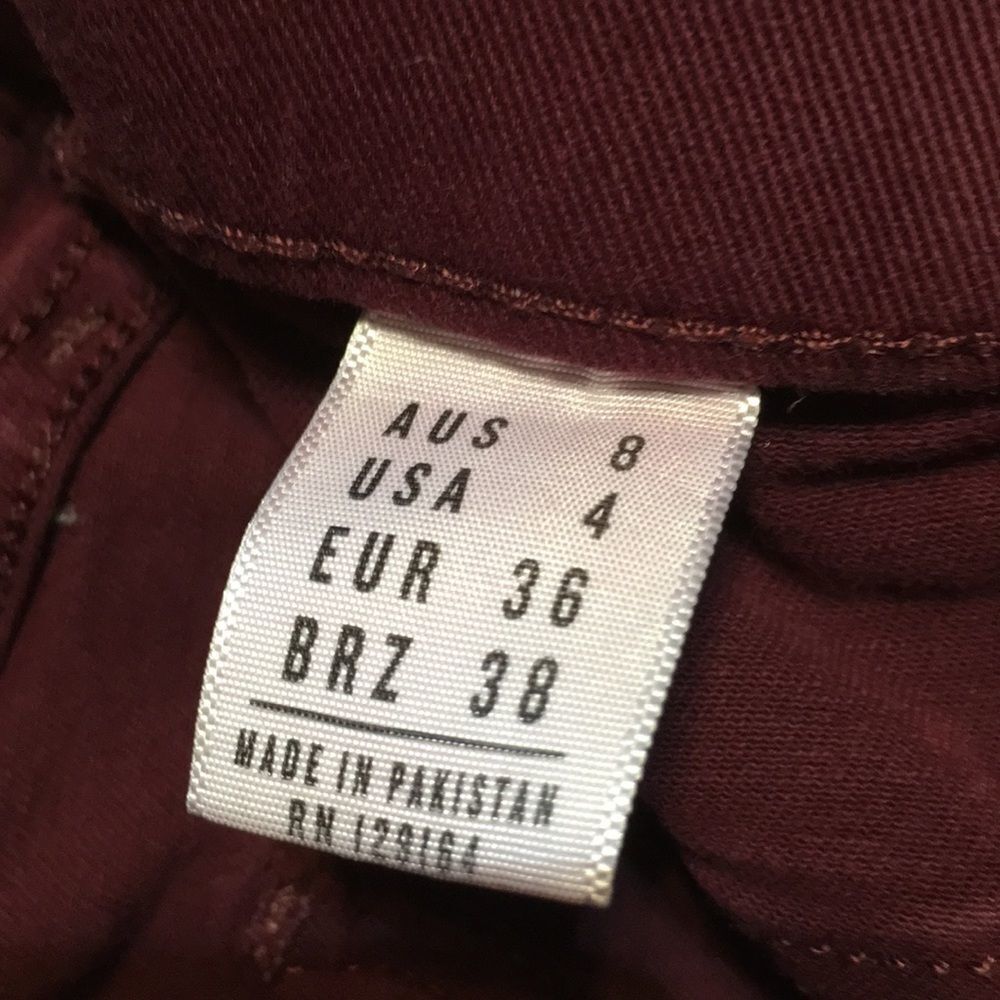 AUS 8
USA 4
EUR 36
BRZ 38
MADE IN PAKISTAN
RN 129164